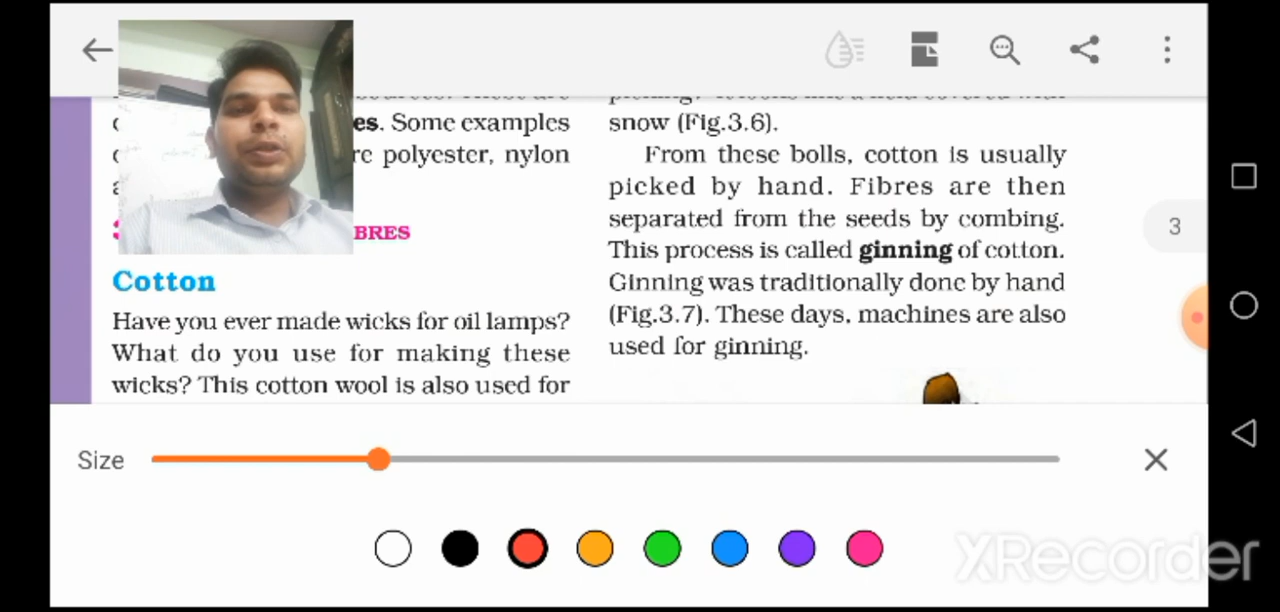 es. Some examples
re polyester, nylon
BRES
Cotton
Have you ever made wicks for oil lamps?
What do you use for making these
wicks? This cotton wool is also used for
snow (Fig.3.6).
From these bolls, cotton is usually
picked by hand. Fibres are then
separated from the seeds by combing.
This process is called ginning of cotton.
Ginning was traditionally done by hand
(Fig.3.7). These days, machines are also
used for ginning.
3
Size
XRecorder